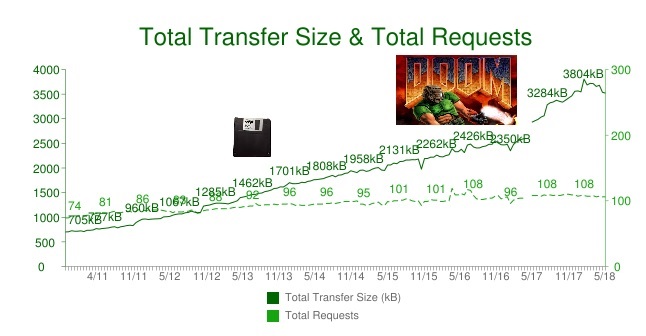 Total Transfer Size & Total Requests
4000
3500
3000
2500
2000
1500
1000
500
0
300
200
100
0
DOOM
705kB
777kB
960kB
1067kB
1285kB
1462kB
1701kB
1808kB
1958kB
2131kB
2262kB
2426kB
2350kB
3284kB
3804kB
74
81
86
88
92
96
96
95
101
101
108
96
108
108
4/11
11/11
5/12
11/12
5/13
11/13
5/14
11/14
5/15
11/15
5/16
11/16
5/17
11/17
5/18
Total Transfer Size (kB)
Total Requests